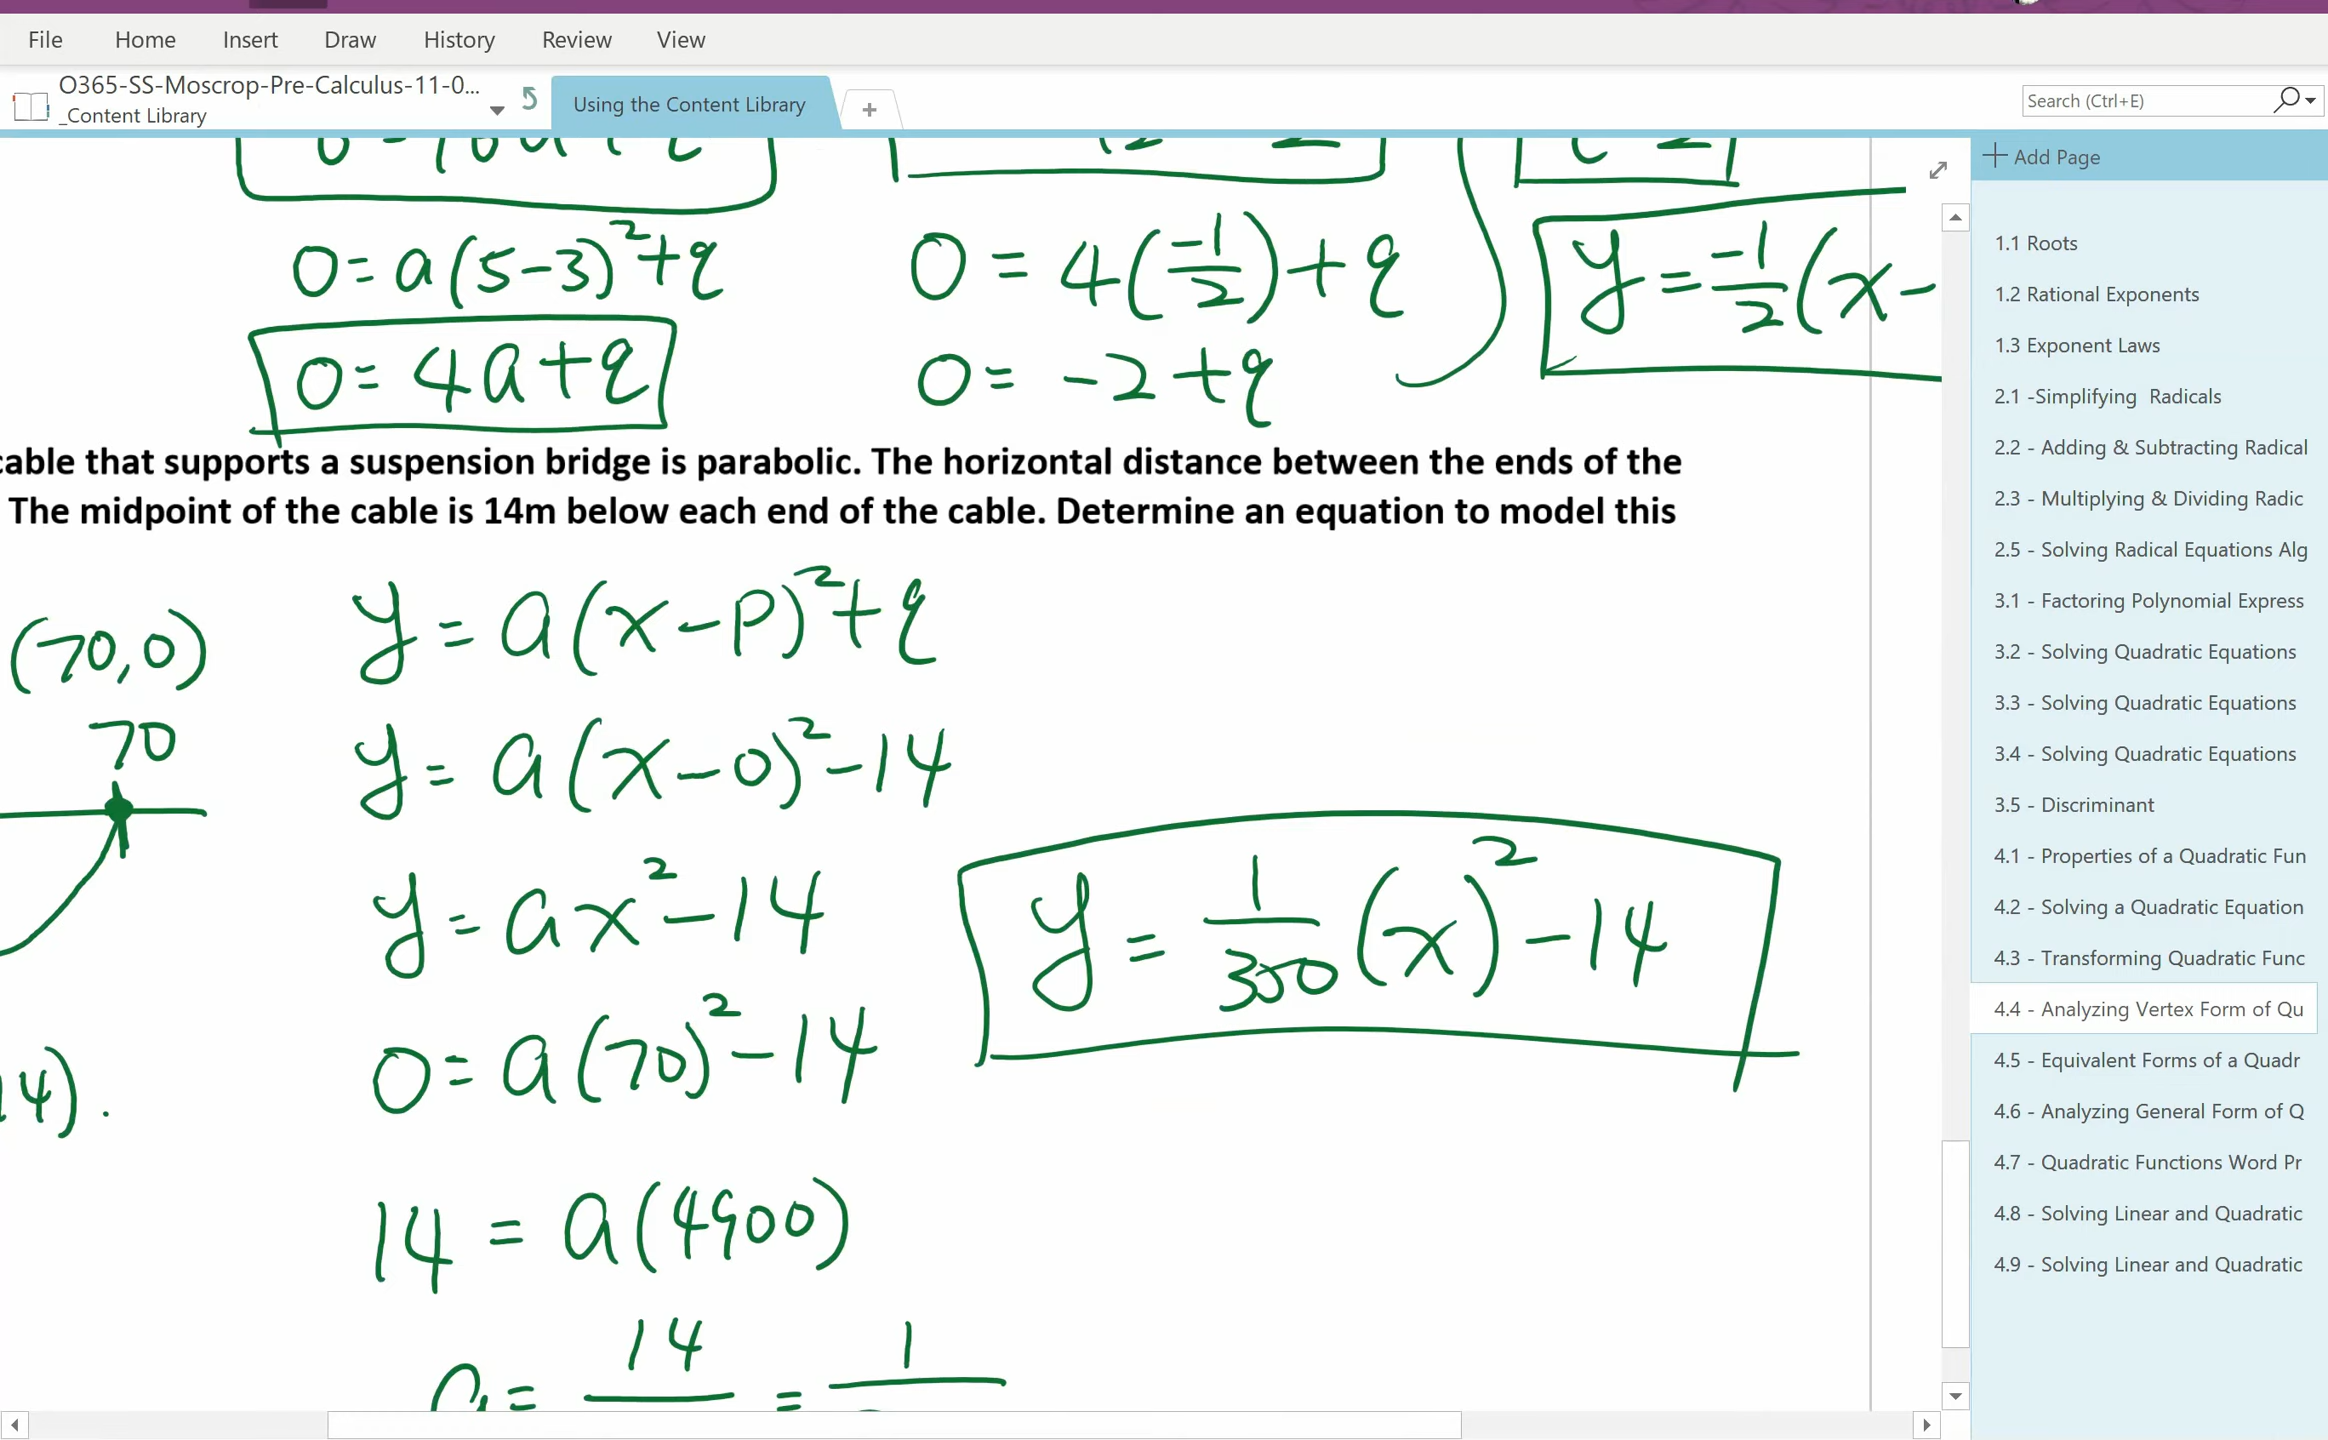 File Home Insert Draw History Review View
O365-SS-Moscrop-Pre-Calculus-11-0...
_Content Library
Using the Content Library
+
Search (Ctrl+E)
0 = a(5-3)²+q
0 = 4a+q
0 = 4(-1/2)+q
0 = -2+q
y = -1/2(x-
cable that supports a suspension bridge is parabolic. The horizontal distance between the ends of the
The midpoint of the cable is 14m below each end of the cable. Determine an equation to model this
(70,0)
70
14).
y = a(x-p)²+q
y = a(x-0)²-14
y = ax²-14
0 = a(70)²-14
14 = a(4900)
a = 14 = 1
y = 1/350 (x)² - 14
Add Page
1.1 Roots
1.2 Rational Exponents
1.3 Exponent Laws
2.1 -Simplifying Radicals
2.2 - Adding & Subtracting Radical
2.3 - Multiplying & Dividing Radic
2.5 - Solving Radical Equations Alg
3.1 - Factoring Polynomial Express
3.2 - Solving Quadratic Equations
3.3 - Solving Quadratic Equations
3.4 - Solving Quadratic Equations
3.5 - Discriminant
4.1 - Properties of a Quadratic Fun
4.2 - Solving a Quadratic Equation
4.3 - Transforming Quadratic Func
4.4 - Analyzing Vertex Form of Qu
4.5 - Equivalent Forms of a Quadr
4.6 - Analyzing General Form of Q
4.7 - Quadratic Functions Word Pr
4.8 - Solving Linear and Quadratic
4.9 - Solving Linear and Quadratic